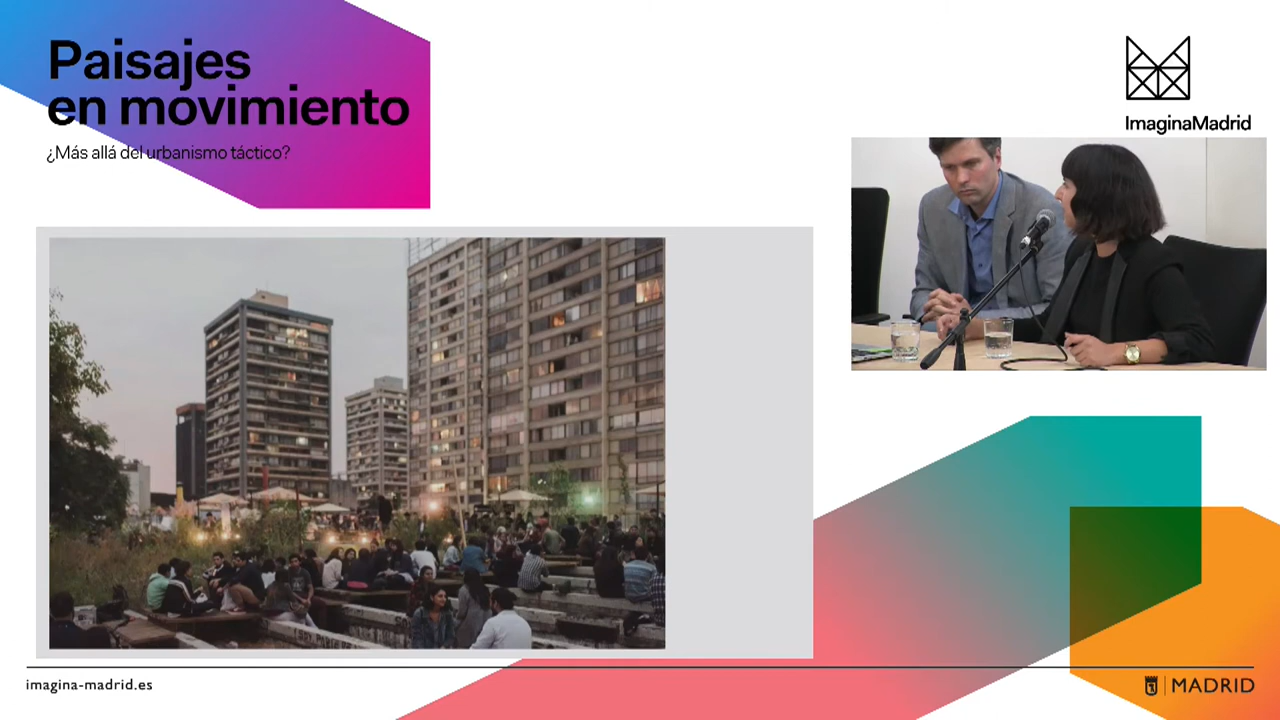 Paisajes
en movimiento
¿Más allá del urbanismo táctico?
ImaginaMadrid
imagina-madrid.es
MADRID